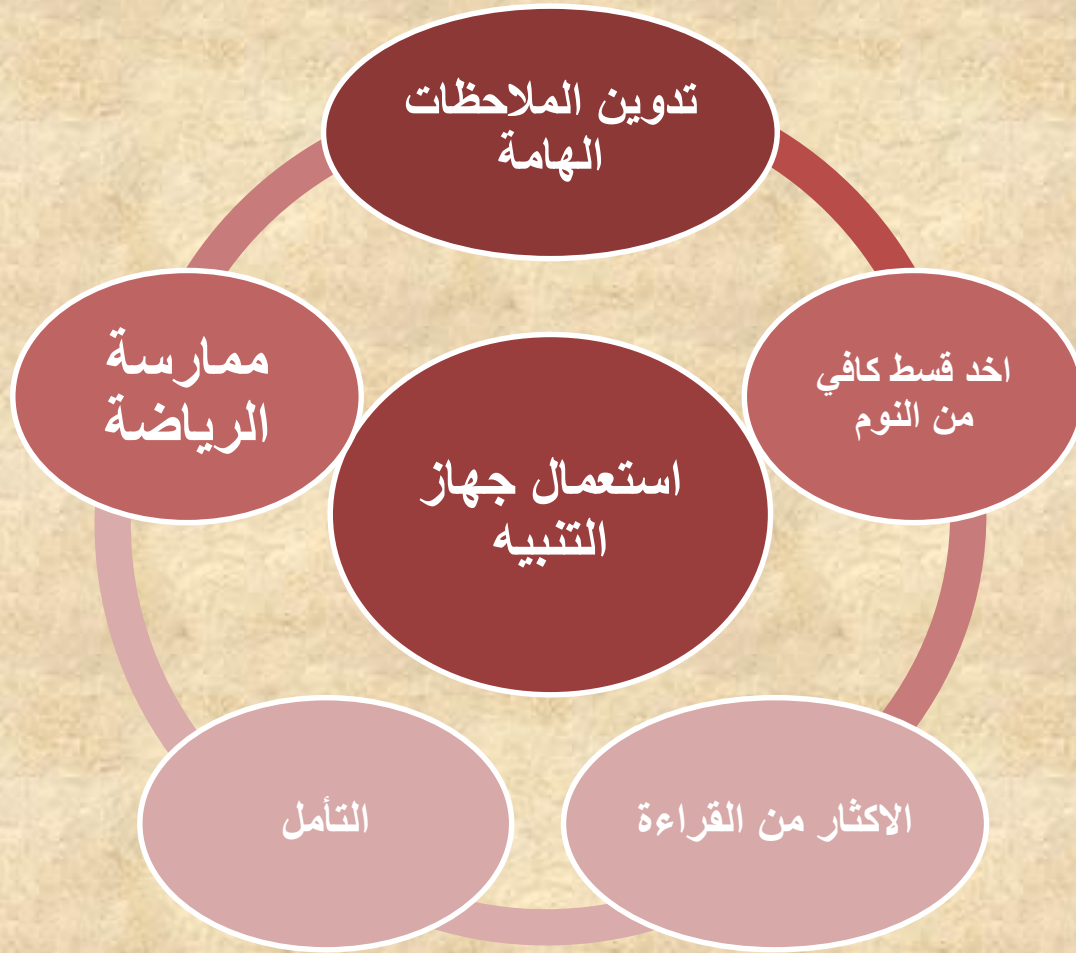 تدوين الملاحظات
الهامة
اخد قسط كافي
من النوم
الاكثار من القراءة
التأمل
ممارسة
الرياضة
استعمال جهاز
التنبيه